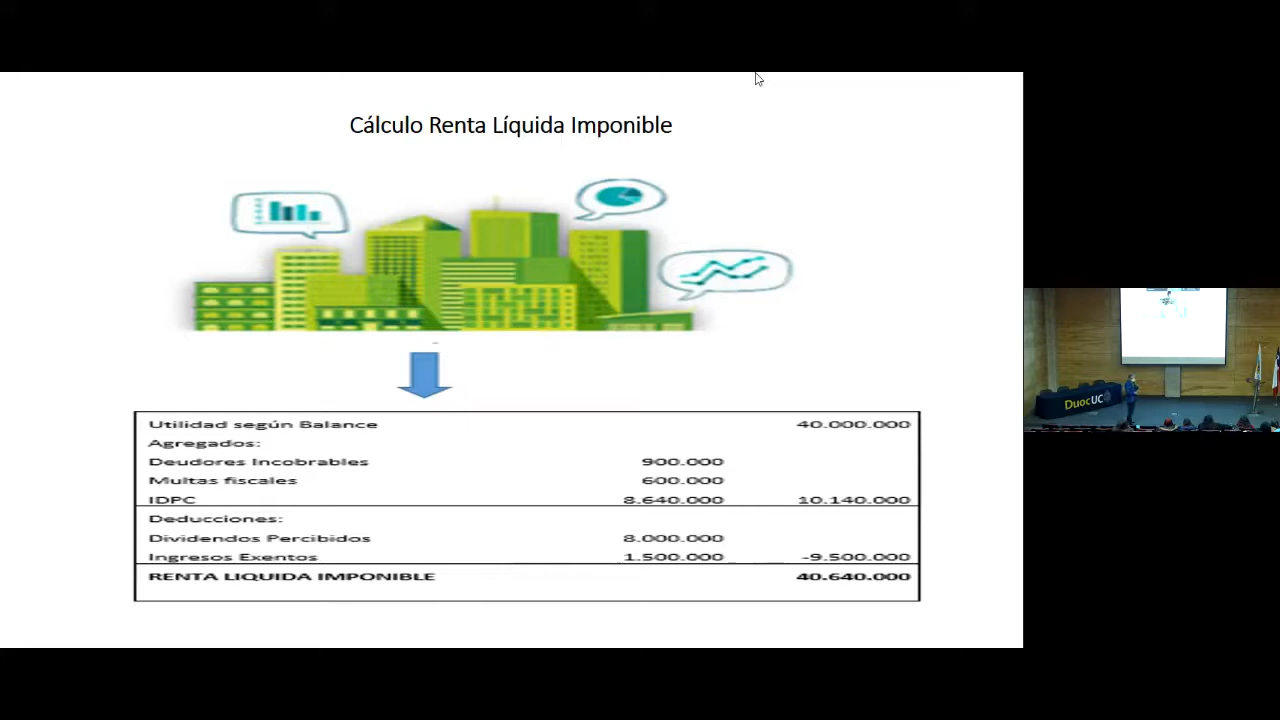 Cálculo Renta Líquida Imponible
Utilidad según Balance 40.000.000
Agregados:
Deudores Incobrables 900.000
Multas fiscales 600.000
IDPC 8.640.000 10.140.000
Deducciones:
Dividendos Percibidos 8.000.000
Ingresos Exentos 1.500.000 -9.500.000
RENTA LIQUIDA IMPONIBLE 40.640.000
DuocUC